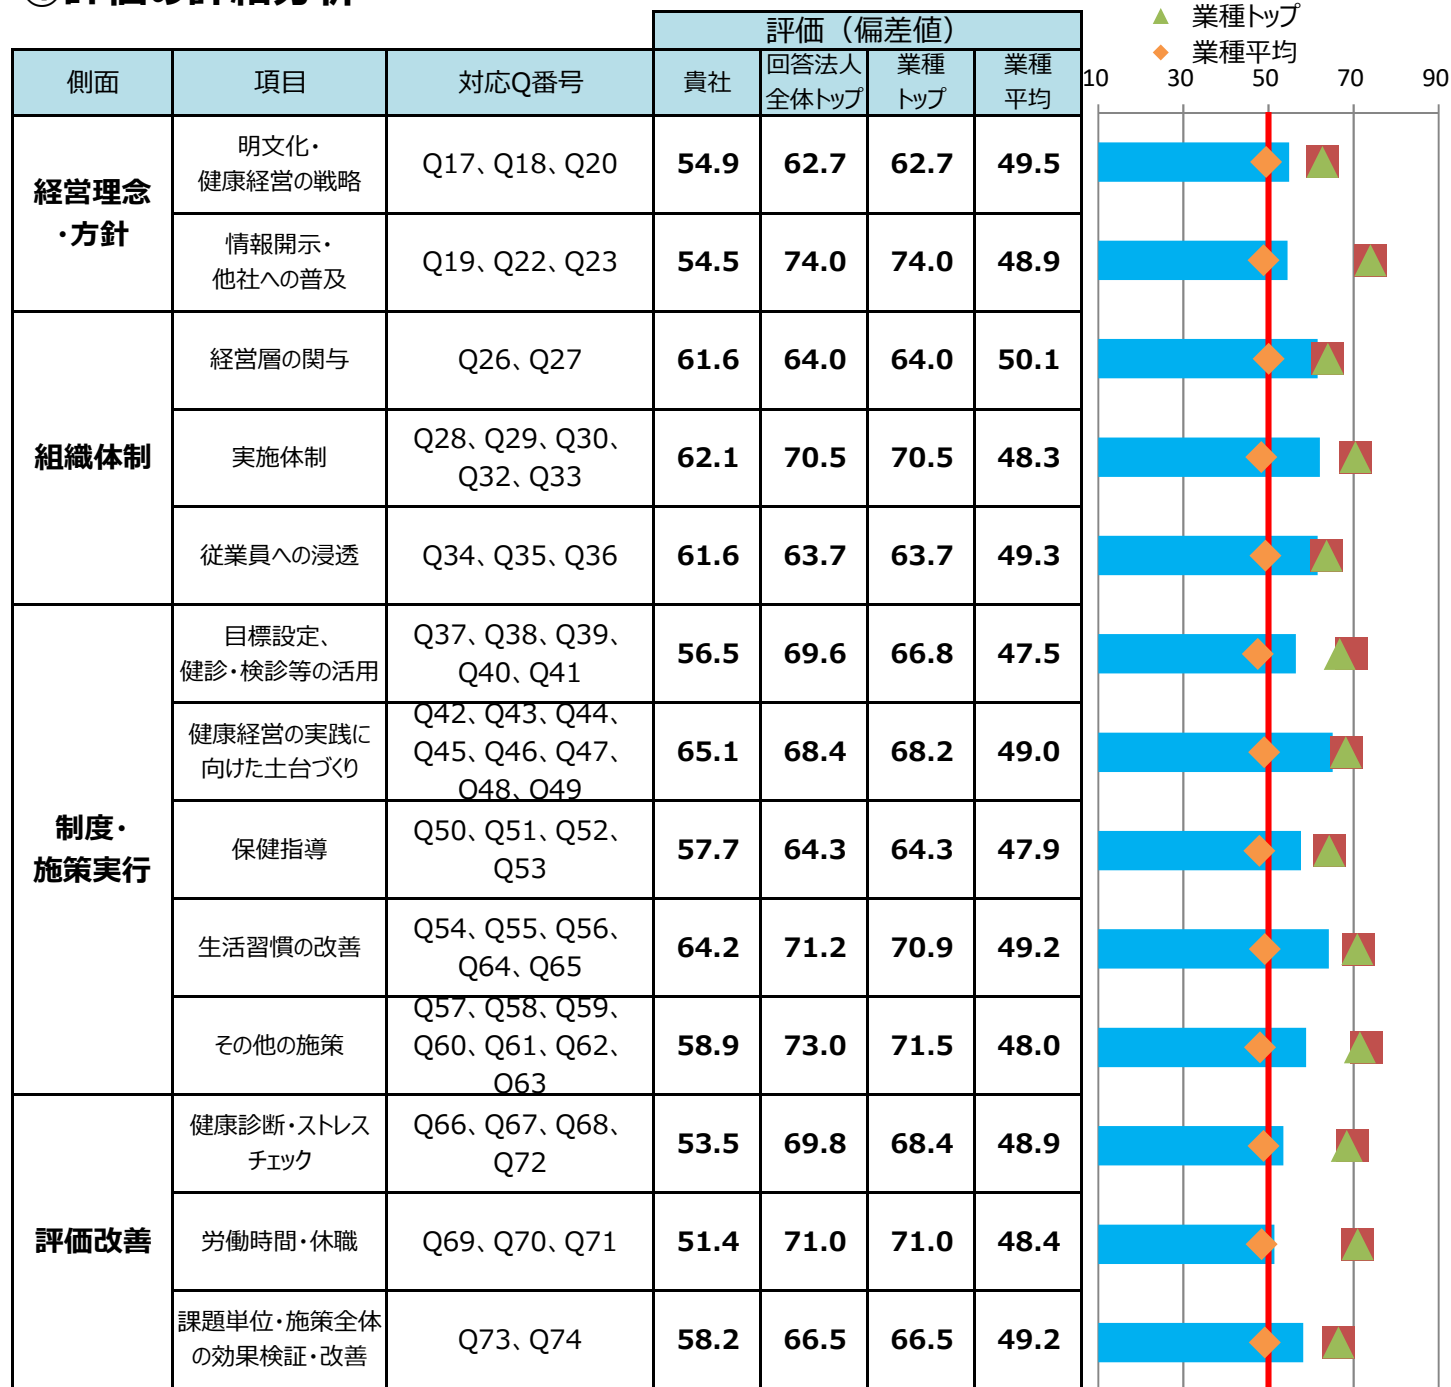 ③評価の詳細分析
▲ 業種トップ
◆ 業種平均
評価（偏差値）
側面 項目 対応Q番号 貴社 回答法人 業種 業種
全体トップ トップ 平均
10 30 50 70 90
経営理念
・方針
明文化・
健康経営の戦略
Q17、Q18、Q20 54.9 62.7 62.7 49.5
情報開示・
他社への普及
Q19、Q22、Q23 54.5 74.0 74.0 48.9
組織体制
経営層の関与 Q26、Q27 61.6 64.0 64.0 50.1
実施体制
Q28、Q29、Q30、
Q32、Q33
62.1 70.5 70.5 48.3
従業員への浸透 Q34、Q35、Q36 61.6 63.7 63.7 49.3
制度・
施策実行
目標設定、
健診・検診等の活用
Q37、Q38、Q39、
Q40、Q41
56.5 69.6 66.8 47.5
健康経営の実践に
向けた土台づくり
Q42、Q43、Q44、
Q45、Q46、Q47、
Q48、Q49
65.1 68.4 68.2 49.0
保健指導
Q50、Q51、Q52、
Q53
57.7 64.3 64.3 47.9
生活習慣の改善
Q54、Q55、Q56、
Q64、Q65
64.2 71.2 70.9 49.2
その他の施策
Q57、Q58、Q59、
Q60、Q61、Q62、
Q63
58.9 73.0 71.5 48.0
評価改善
健康診断・ストレス
チェック
Q66、Q67、Q68、
Q72
53.5 69.8 68.4 48.9
労働時間・休職 Q69、Q70、Q71 51.4 71.0 71.0 48.4
課題単位・施策全体
の効果検証・改善
Q73、Q74 58.2 66.5 66.5 49.2